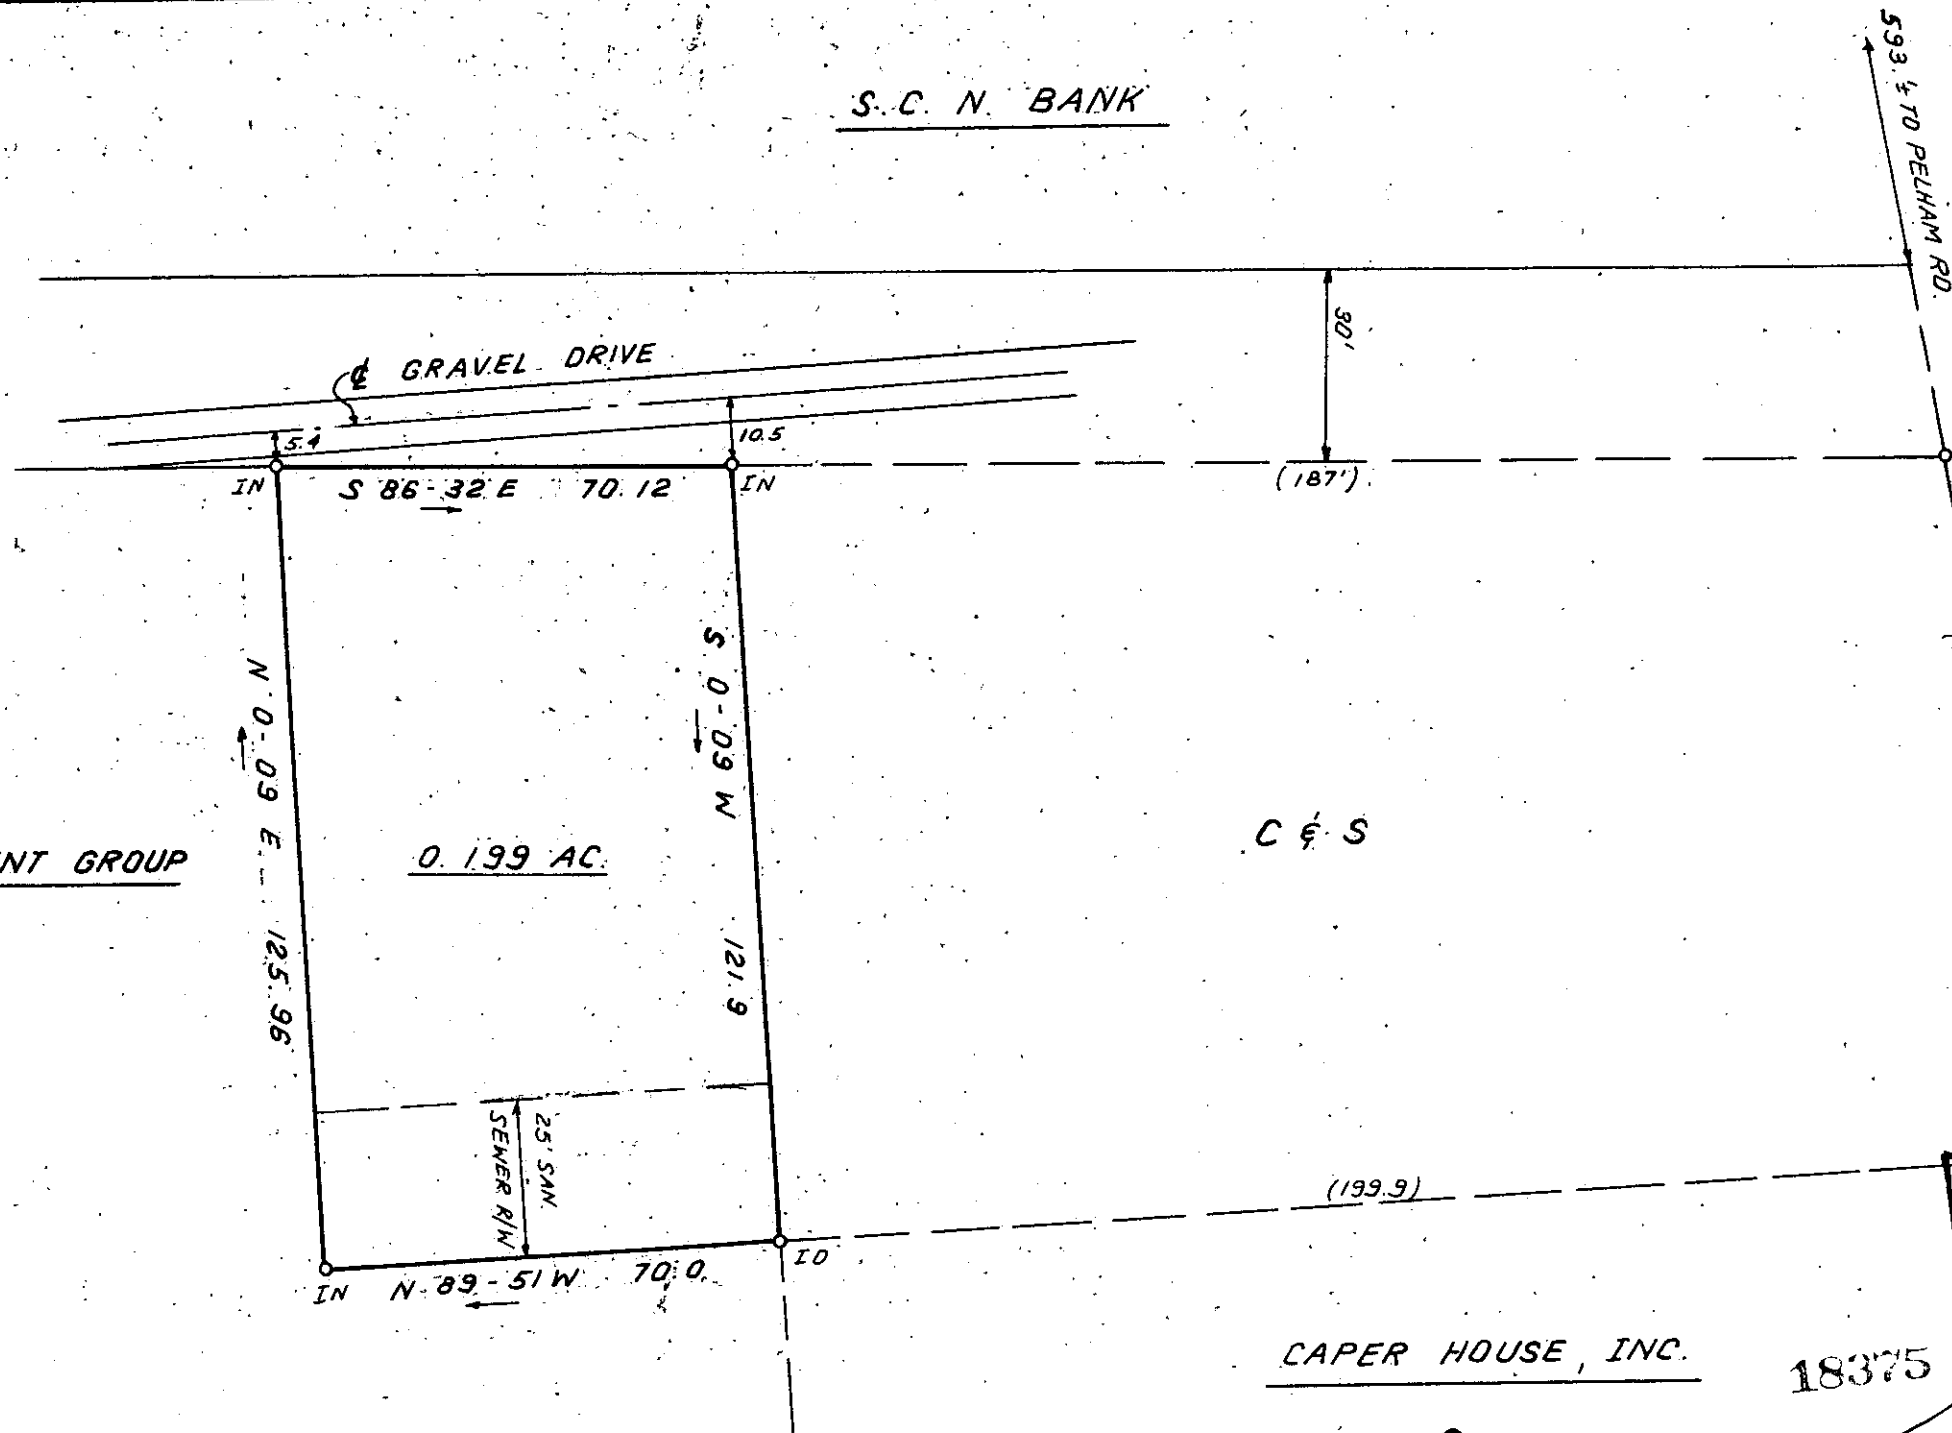 S.C. N. BANK
593.± TO PELHAM RD.
30'
₵ GRAVEL DRIVE
5.4
10.5
IN
S 86-32 E 70.12
IN
(187')
N 0-09 E 125.96
S 0-09 W 121.9
NT GROUP
0.199 AC.
C & S
25' SAN.
SEWER R/W
(199.9)
IN
N 89-51 W 70.0
IO
CAPER HOUSE, INC.
18375